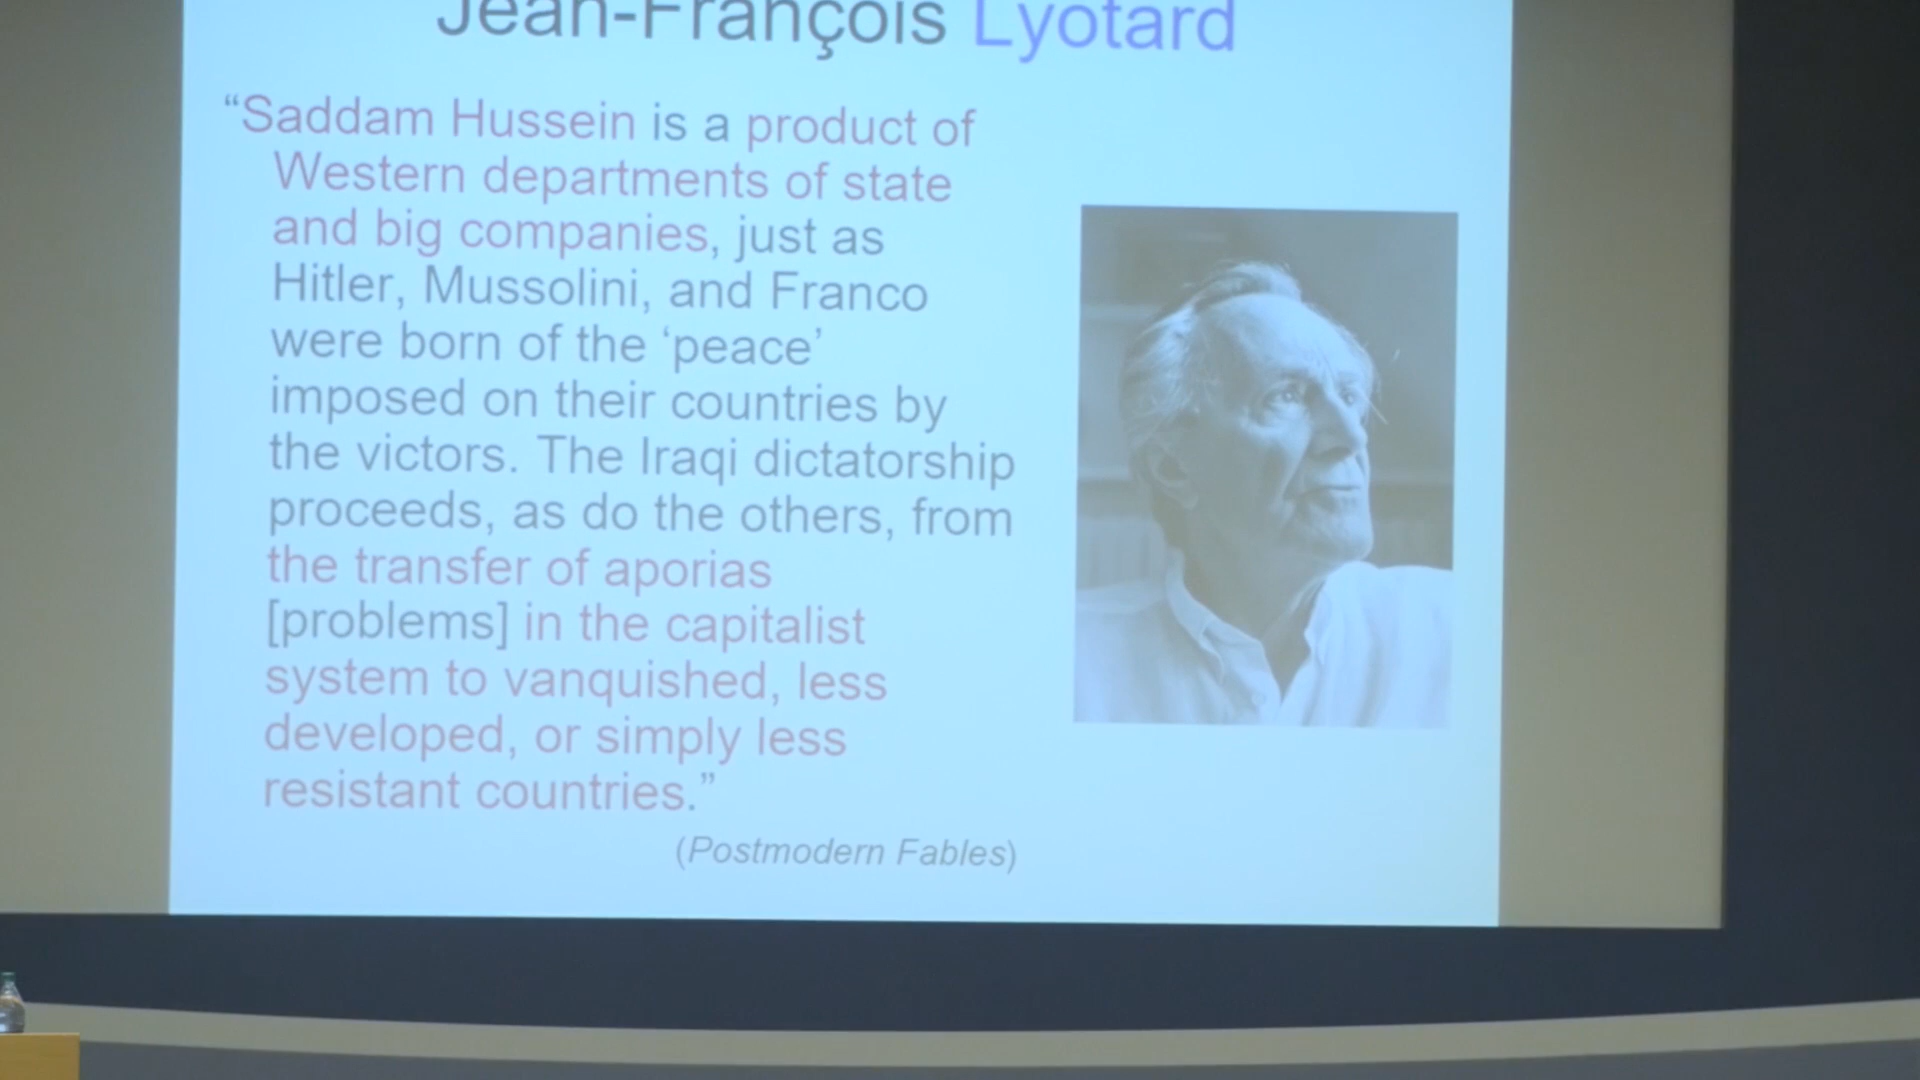 Jean-François Lyotard
“Saddam Hussein is a product of
Western departments of state
and big companies, just as
Hitler, Mussolini, and Franco
were born of the ‘peace’
imposed on their countries by
the victors. The Iraqi dictatorship
proceeds, as do the others, from
the transfer of aporias
[problems] in the capitalist
system to vanquished, less
developed, or simply less
resistant countries.”
(Postmodern Fables)